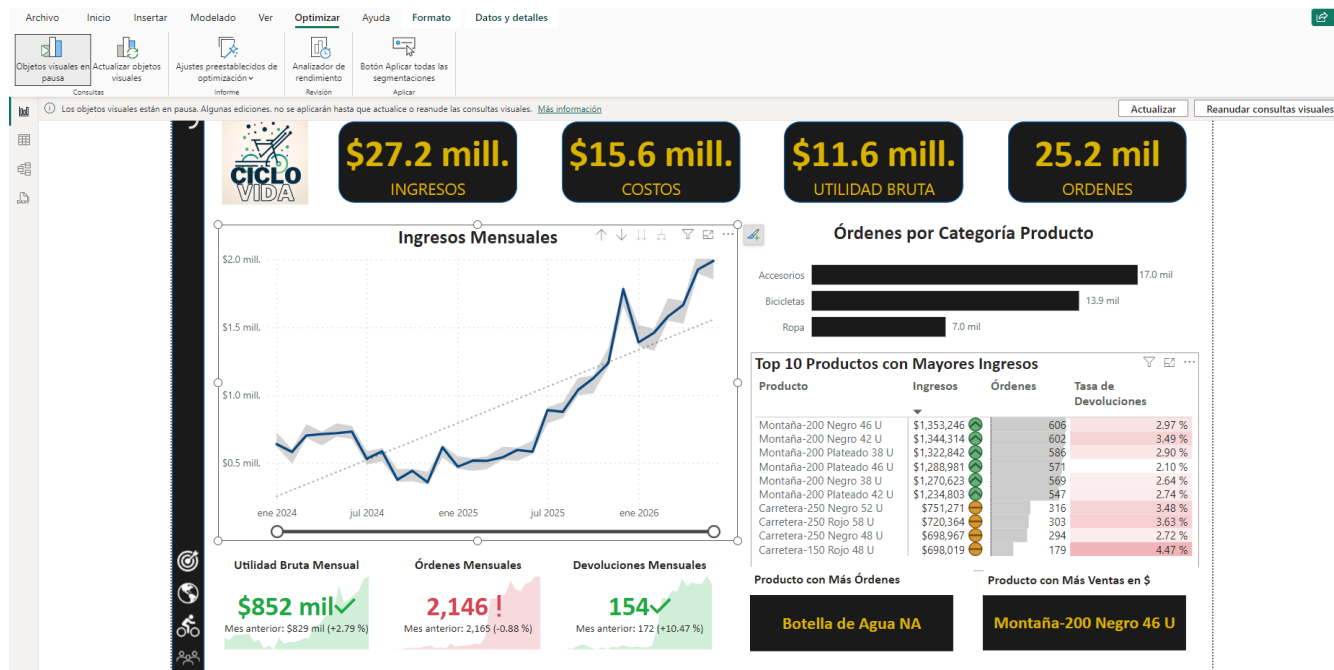 Archivo Inicio Insertar Modelado Ver Optimizar Ayuda Formato Datos y detalles
Objetos visuales en pausa
Actualizar objetos visuales
Ajustes preestablecidos de optimización
Analizador de rendimiento
Botón Aplicar todas las segmentaciones
Consultas Informe Revisión Aplicar
Los objetos visuales están en pausa. Algunas ediciones. no se aplicarán hasta que actualice o reanude las consultas visuales. Más información
Actualizar
Reanudar consultas visuales
CICLO
VIDA
$27.2 mill.
INGRESOS
$15.6 mill.
COSTOS
$11.6 mill.
UTILIDAD BRUTA
25.2 mil
ORDENES
Ingresos Mensuales
$2.0 mill.
$1.5 mill.
$1.0 mill.
$0.5 mill.
ene 2024 jul 2024 ene 2025 jul 2025 ene 2026
Órdenes por Categoría Producto
Accesorios 17.0 mil
Bicicletas 13.9 mil
Ropa 7.0 mil
Top 10 Productos con Mayores Ingresos
Producto Ingresos Órdenes Tasa de Devoluciones
Montaña-200 Negro 46 U $1,353,246 606 2.97 %
Montaña-200 Negro 42 U $1,344,314 602 3.49 %
Montaña-200 Plateado 38 U $1,322,842 586 2.90 %
Montaña-200 Plateado 46 U $1,288,981 571 2.10 %
Montaña-200 Negro 38 U $1,270,623 569 2.64 %
Montaña-200 Plateado 42 U $1,234,803 547 2.74 %
Carretera-250 Negro 52 U $751,271 316 3.48 %
Carretera-250 Rojo 58 U $720,364 303 3.63 %
Carretera-250 Negro 48 U $698,967 294 2.72 %
Carretera-150 Rojo 48 U $698,019 179 4.47 %
Utilidad Bruta Mensual
$852 mil
Mes anterior: $829 mil (+2.79 %)
Órdenes Mensuales
2,146 !
Mes anterior: 2,165 (-0.88 %)
Devoluciones Mensuales
154
Mes anterior: 172 (+10.47 %)
Producto con Más Órdenes
Botella de Agua NA
Producto con Más Ventas en $
Montaña-200 Negro 46 U